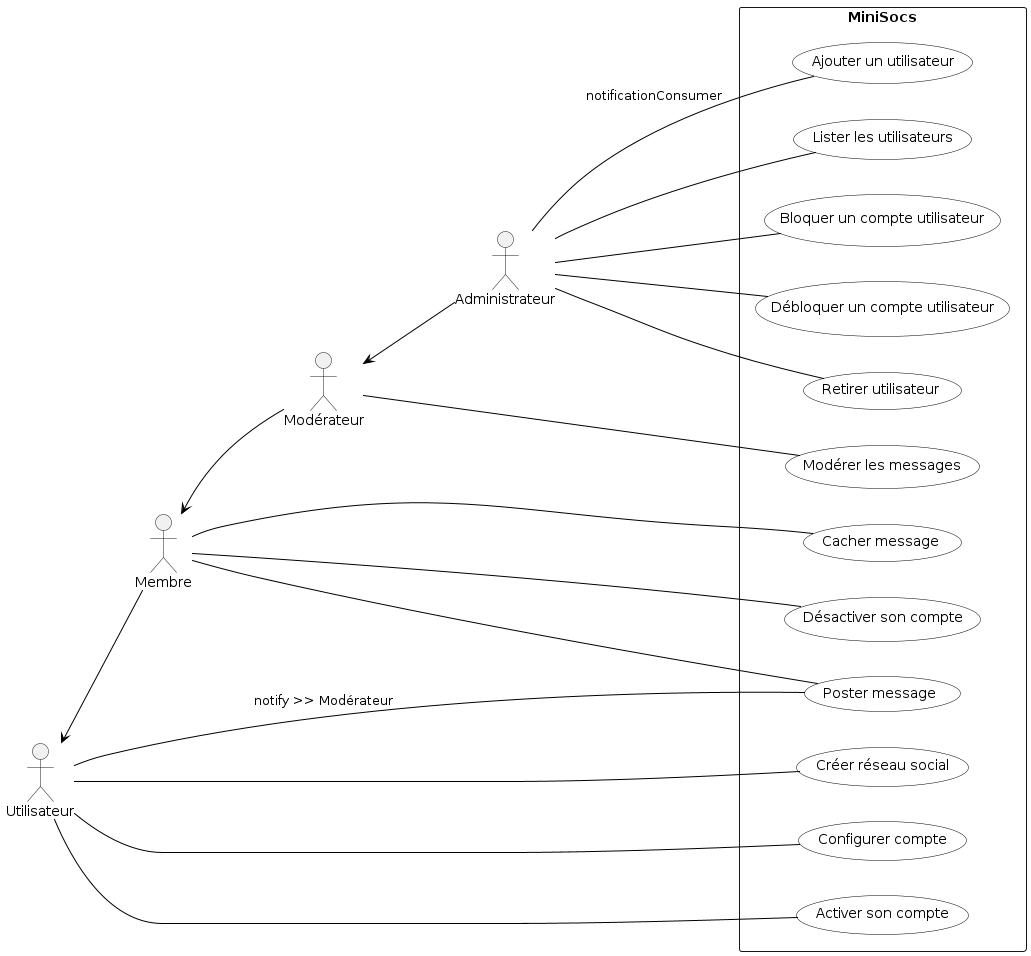 MiniSocs
Ajouter un utilisateur
notificationConsumer
Lister les utilisateurs
Bloquer un compte utilisateur
Administrateur
Débloquer un compte utilisateur
Retirer utilisateur
Modérateur
Modérer les messages
Cacher message
Membre
Désactiver son compte
Poster message
notify >> Modérateur
Créer réseau social
Utilisateur
Configurer compte
Activer son compte